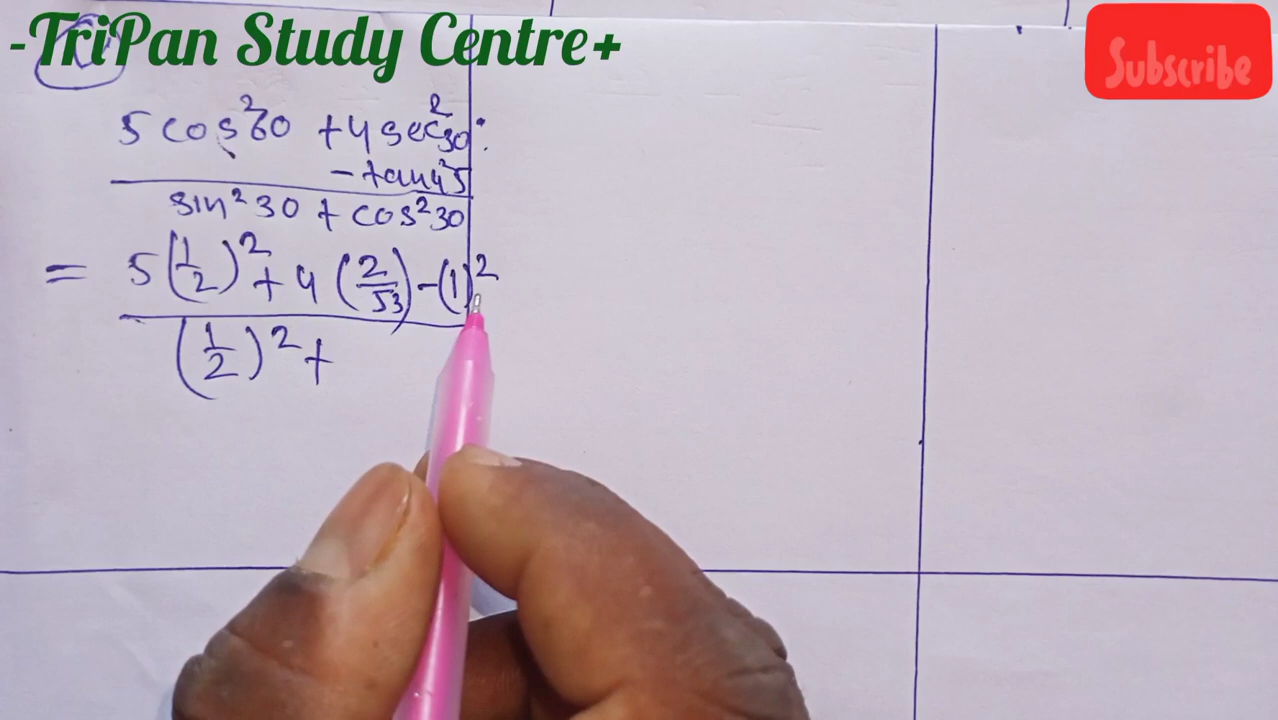 -TriPan Study Centre+
Subscribe
5 cos²60 + 4 sec²30
- tan²45
sin²30 + cos²30
= 5(1/2)² + 4(2/√3) - (1)²
(1/2)² +